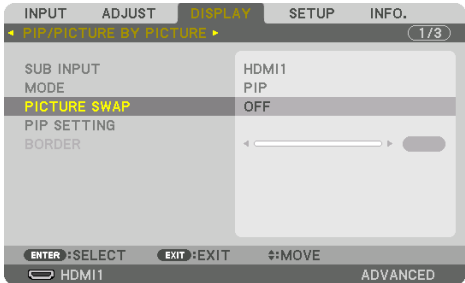 INPUT ADJUST DISPLAY SETUP INFO.
PIP/PICTURE BY PICTURE 1/3
SUB INPUT HDMI1
MODE PIP
PICTURE SWAP OFF
PIP SETTING
BORDER
ENTER :SELECT EXIT :EXIT :MOVE
HDMI1 ADVANCED